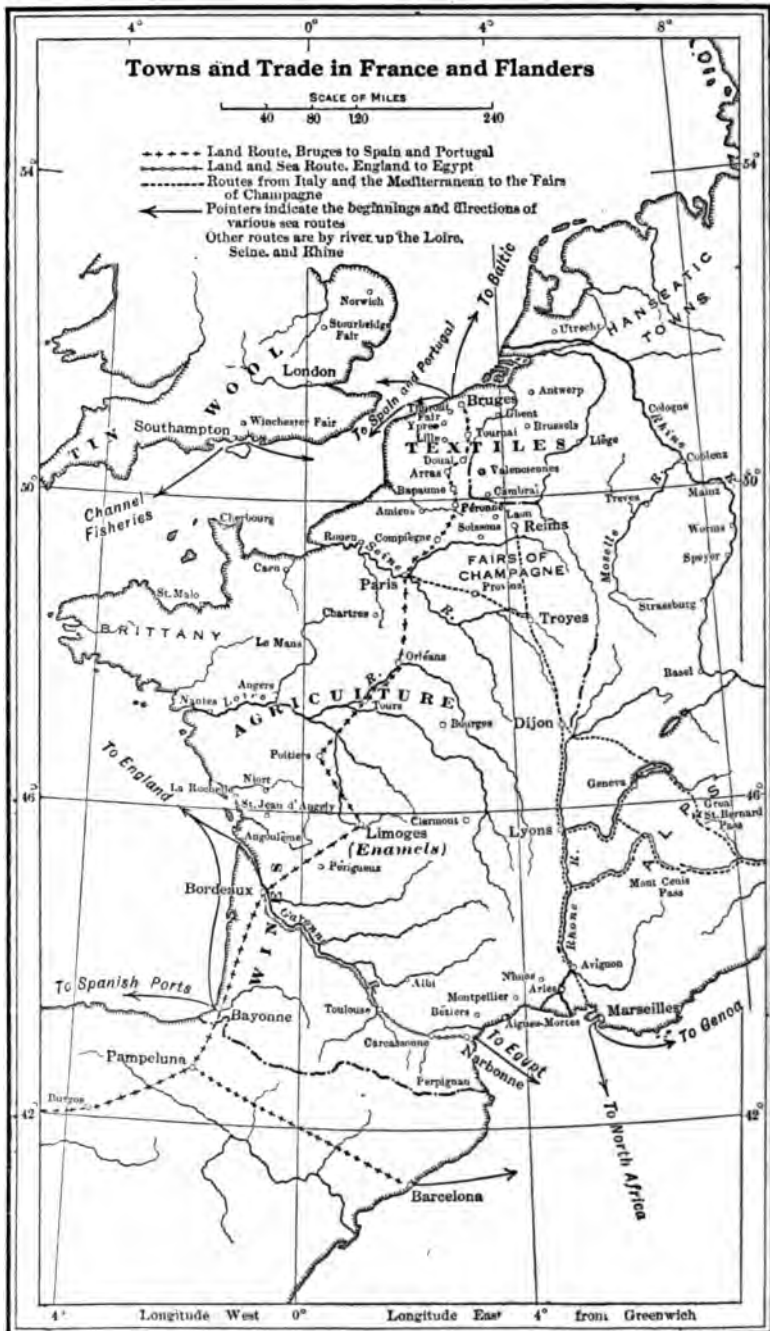 4° 0° 4° 8°
Towns and Trade in France and Flanders
SCALE OF MILES
40 80 120 240
Land Route, Bruges to Spain and Portugal
Land and Sea Route, England to Egypt
Routes from Italy and the Mediterranean to the Fairs
of Champagne
Pointers indicate the beginnings and directions of
various sea routes
Other routes are by river, up the Loire,
Seine, and Rhine
54° 54°
To Baltic
HANSEATIC
TOWNS
Norwich
Stourbridge
Fair
Utrecht
London
WOOL
TIN
To Spain and Portugal
Winchester Fair
Southampton
Bruges
Antwerp
Fair
Ypres
Ghent
Lille
Tournai
Brussels
Cologne
Rhine R.
TEXTILES
Liège
Douai
Valenciennes
Coblenz
Arras
50° 50°
Bapaume
Cambrai
Treves
Mainz
Channel
Fisheries
Amiens
Péronne
Laon
Cherbourg
Rouen
Compiègne
Soissons
Reims
Worms
Speyer
Seine R.
FAIRS OF
CHAMPAGNE
Moselle R.
Caen
Paris
Provins
St. Malo
Chartres
Troyes
Strassburg
BRITTANY
Le Mans
Orléans
Basel
Angers
Nantes
Loire R.
Tours
AGRICULTURE
Bourges
Dijon
Poitiers
To England
Niort
La Rochelle
St. Jean d'Angely
Geneva
ALPS
Great
St. Bernard
Pass
46° 46°
Angoulême
Limoges
(Enamels)
Clermont
Lyons
Périgueux
Mont Cenis
Pass
Bordeaux
Garonne R.
WINES
Rhone R.
Avignon
Albi
Nîmes
Arles
To Spanish Ports
Bayonne
Toulouse
Montpellier
Béziers
Aigues-Mortes
Marseilles
To Genoa
Carcassonne
Narbonne
To Egypt
Pampeluna
Perpignan
Burgos
42° 42°
To North Africa
Barcelona
4° Longitude West 0° Longitude East 4° from Greenwich